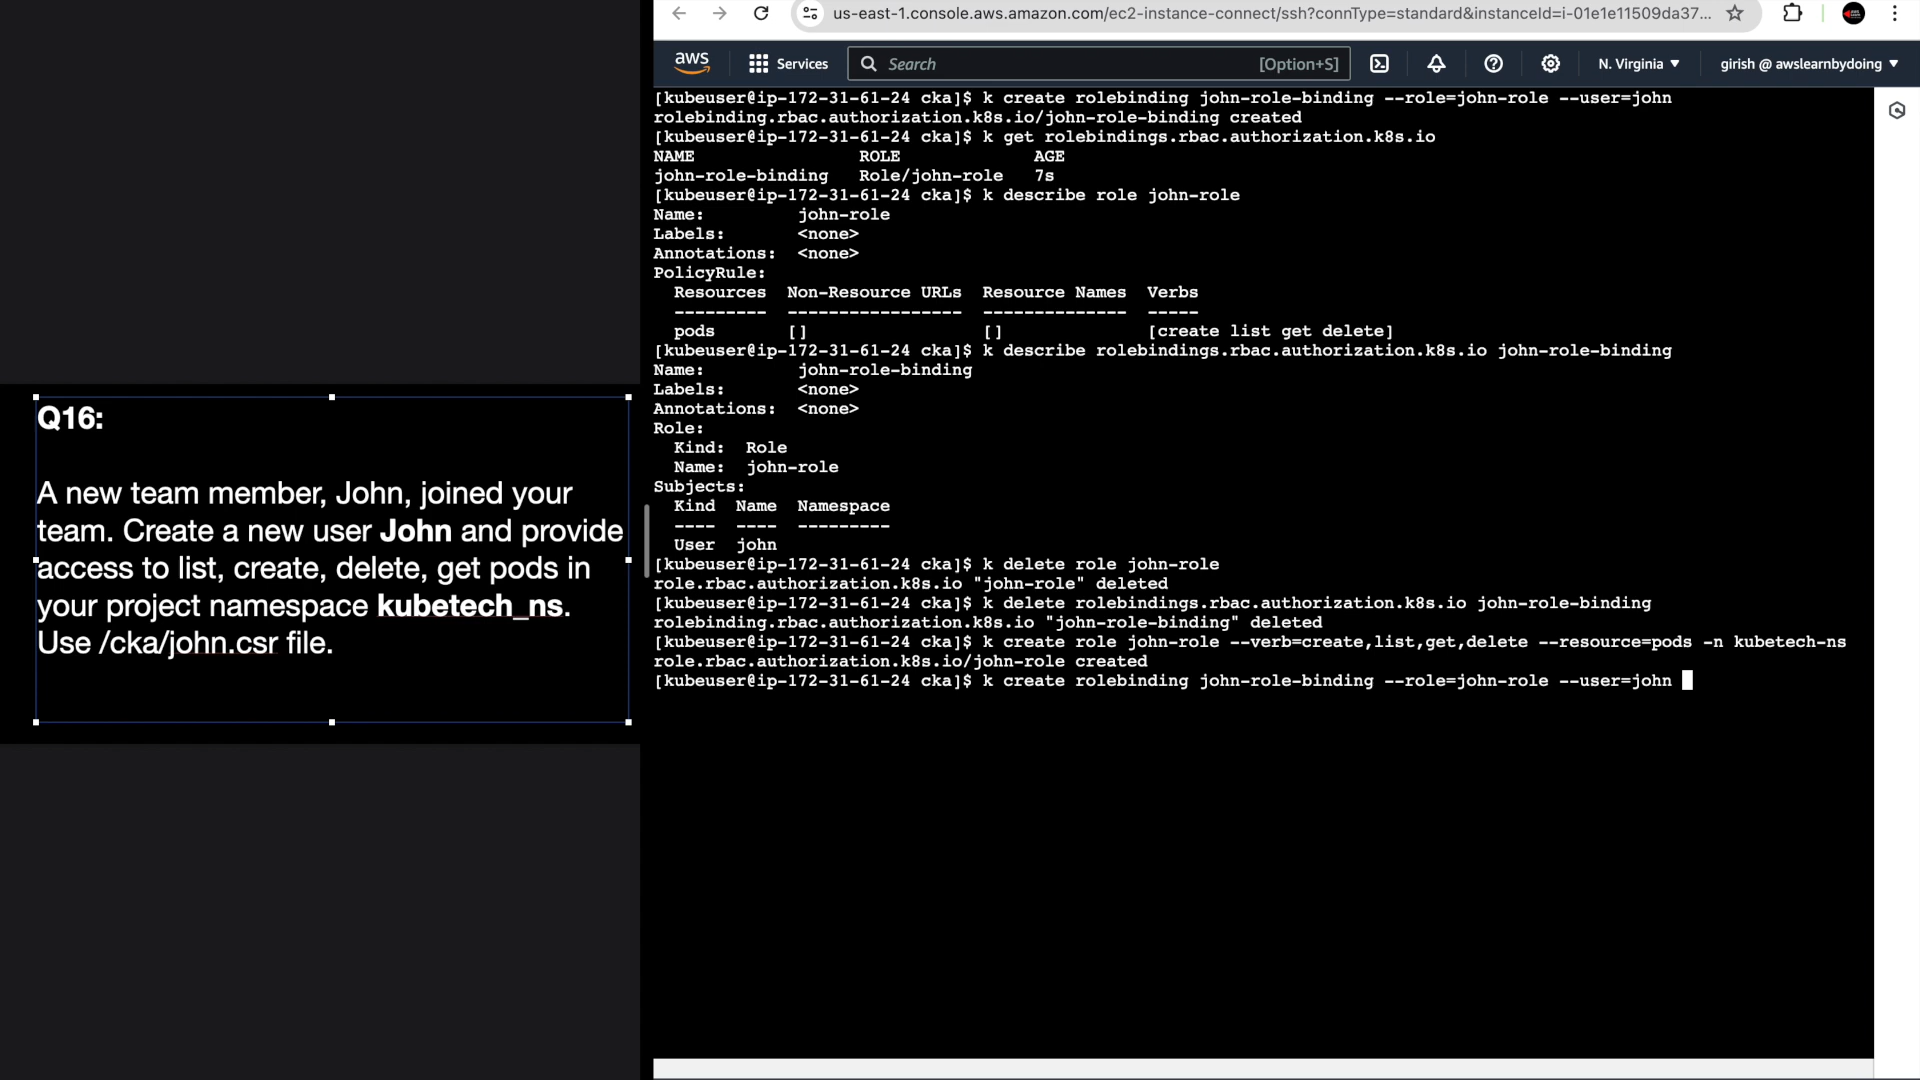 Q16:
A new team member, John, joined your
team. Create a new user John and provide
access to list, create, delete, get pods in
your project namespace kubetech_ns.
Use /cka/john.csr file.
us-east-1.console.aws.amazon.com/ec2-instance-connect/ssh?connType=standard&instanceId=i-01e1e11509da37...
aws Services Search [Option+S] N. Virginia girish @ awslearnbydoing
[kubeuser@ip-172-31-61-24 cka]$ k create rolebinding john-role-binding --role=john-role --user=john
rolebinding.rbac.authorization.k8s.io/john-role-binding created
[kubeuser@ip-172-31-61-24 cka]$ k get rolebindings.rbac.authorization.k8s.io
NAME ROLE AGE
john-role-binding Role/john-role 7s
[kubeuser@ip-172-31-61-24 cka]$ k describe role john-role
Name: john-role
Labels: <none>
Annotations: <none>
PolicyRule:
Resources Non-Resource URLs Resource Names Verbs
--------- ----------------- -------------- -----
pods [] [] [create list get delete]
[kubeuser@ip-172-31-61-24 cka]$ k describe rolebindings.rbac.authorization.k8s.io john-role-binding
Name: john-role-binding
Labels: <none>
Annotations: <none>
Role:
Kind: Role
Name: john-role
Subjects:
Kind Name Namespace
---- ---- ---------
User john
[kubeuser@ip-172-31-61-24 cka]$ k delete role john-role
role.rbac.authorization.k8s.io "john-role" deleted
[kubeuser@ip-172-31-61-24 cka]$ k delete rolebindings.rbac.authorization.k8s.io john-role-binding
rolebinding.rbac.authorization.k8s.io "john-role-binding" deleted
[kubeuser@ip-172-31-61-24 cka]$ k create role john-role --verb=create,list,get,delete --resource=pods -n kubetech-ns
role.rbac.authorization.k8s.io/john-role created
[kubeuser@ip-172-31-61-24 cka]$ k create rolebinding john-role-binding --role=john-role --user=john